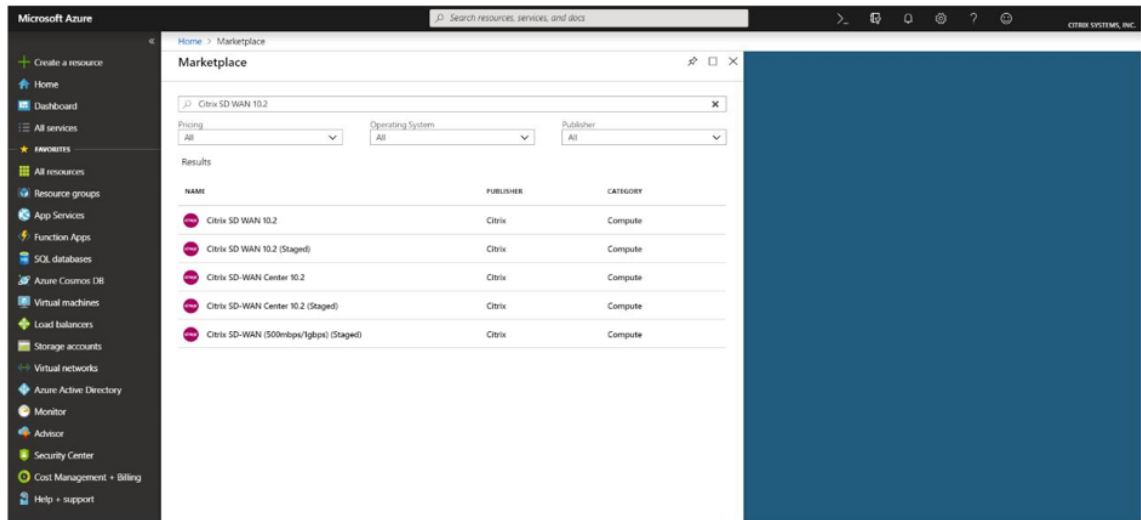 Microsoft Azure
Search resources, services, and docs
CITRIX SYSTEMS, INC.
Create a resource
Home
Dashboard
All services
FAVORITES
All resources
Resource groups
App Services
Function Apps
SQL databases
Azure Cosmos DB
Virtual machines
Load balancers
Storage accounts
Virtual networks
Azure Active Directory
Monitor
Advisor
Security Center
Cost Management + Billing
Help + support
Home > Marketplace
Marketplace
Citrix SD WAN 10.2
Pricing
All
Operating System
All
Publisher
All
Results
NAME PUBLISHER CATEGORY
Citrix SD WAN 10.2 Citrix Compute
Citrix SD WAN 10.2 (Staged) Citrix Compute
Citrix SD-WAN Center 10.2 Citrix Compute
Citrix SD-WAN Center 10.2 (Staged) Citrix Compute
Citrix SD-WAN (500mbps/1gbps) (Staged) Citrix Compute